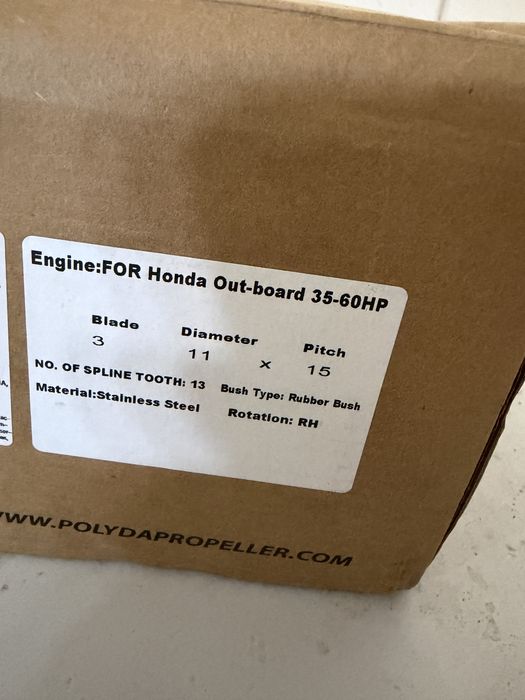 Engine:FOR Honda Out-board 35-60HP
Blade Diameter Pitch
3 11 x 15
NO. OF SPLINE TOOTH: 13 Bush Type: Rubber Bush
Material:Stainless Steel Rotation: RH
WWW.POLYDAPROPELLER.COM